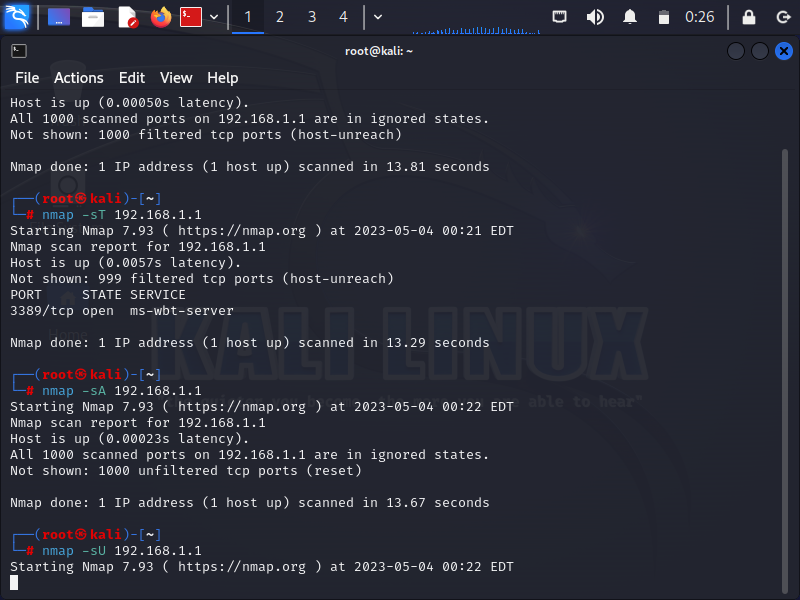 1 2 3 4 0:26
root@kali: ~
File Actions Edit View Help
Host is up (0.00050s latency).
All 1000 scanned ports on 192.168.1.1 are in ignored states.
Not shown: 1000 filtered tcp ports (host-unreach)
Nmap done: 1 IP address (1 host up) scanned in 13.81 seconds
┌──(root㉿kali)-[~]
└─# nmap -sT 192.168.1.1
Starting Nmap 7.93 ( https://nmap.org ) at 2023-05-04 00:21 EDT
Nmap scan report for 192.168.1.1
Host is up (0.0057s latency).
Not shown: 999 filtered tcp ports (host-unreach)
PORT     STATE SERVICE
3389/tcp open  ms-wbt-server
Home
KALI LINUX
Nmap done: 1 IP address (1 host up) scanned in 13.29 seconds
┌──(root㉿kali)-[~]
└─# nmap -sA 192.168.1.1
able to hear"
Starting Nmap 7.93 ( https://nmap.org ) at 2023-05-04 00:22 EDT
Nmap scan report for 192.168.1.1
Host is up (0.00023s latency).
All 1000 scanned ports on 192.168.1.1 are in ignored states.
Not shown: 1000 unfiltered tcp ports (reset)
Nmap done: 1 IP address (1 host up) scanned in 13.67 seconds
┌──(root㉿kali)-[~]
└─# nmap -sU 192.168.1.1
Starting Nmap 7.93 ( https://nmap.org ) at 2023-05-04 00:22 EDT